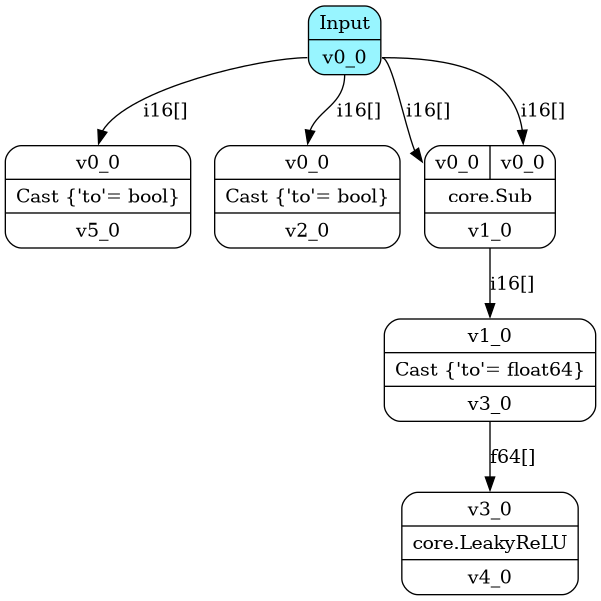 Input
v0_0
i16[]
i16[]
i16[]
i16[]
v0_0
Cast {'to'= bool}
v5_0
v0_0
Cast {'to'= bool}
v2_0
v0_0
v0_0
core.Sub
v1_0
i16[]
v1_0
Cast {'to'= float64}
v3_0
f64[]
v3_0
core.LeakyReLU
v4_0